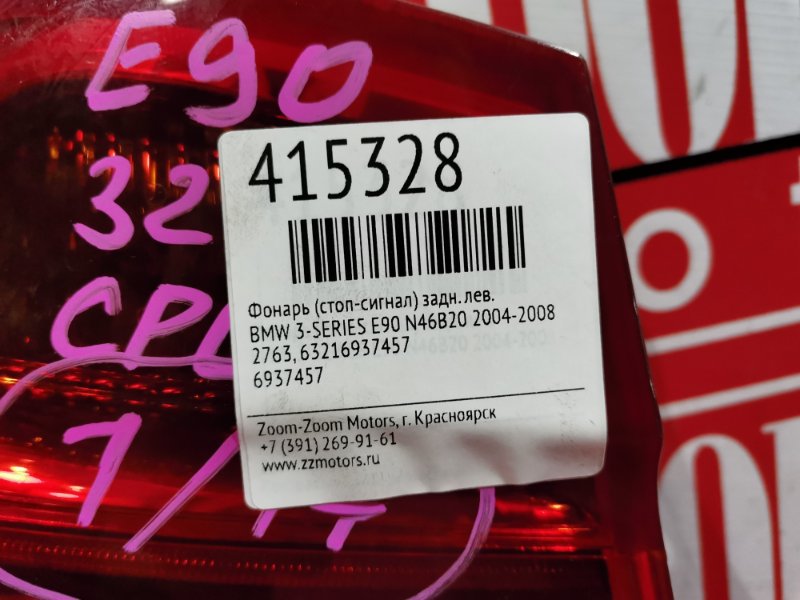 E90
32
415328
Фонарь (стоп-сигнал) задн. лев.
BMW 3-SERIES E90 N46B20 2004-2008
2763, 63216937457
6937457
Zoom-Zoom Motors, г. Красноярск
+7 (391) 269-91-61
www.zzmotors.ru